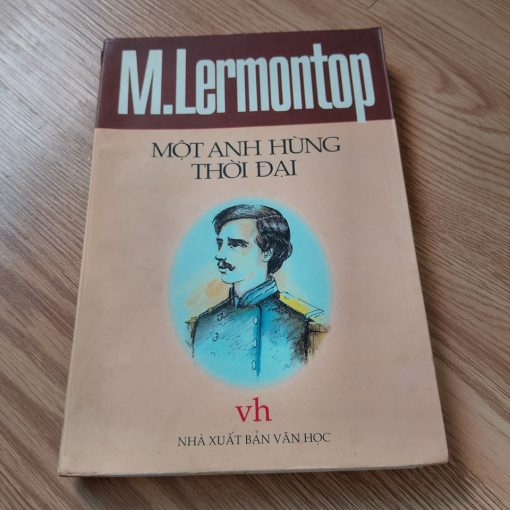 M.Lermontop
MỘT ANH HÙNG
THỜI ĐẠI
vh
NHÀ XUẤT BẢN VĂN HỌC